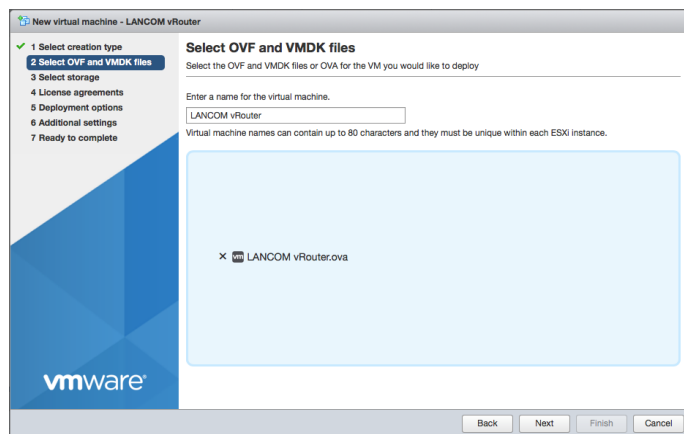 New virtual machine - LANCOM vRouter
1 Select creation type
2 Select OVF and VMDK files
3 Select storage
4 License agreements
5 Deployment options
6 Additional settings
7 Ready to complete
Select OVF and VMDK files
Select the OVF and VMDK files or OVA for the VM you would like to deploy
Enter a name for the virtual machine.
LANCOM vRouter
Virtual machine names can contain up to 80 characters and they must be unique within each ESXi instance.
vm LANCOM vRouter.ova
vmware®
Back Next Finish Cancel